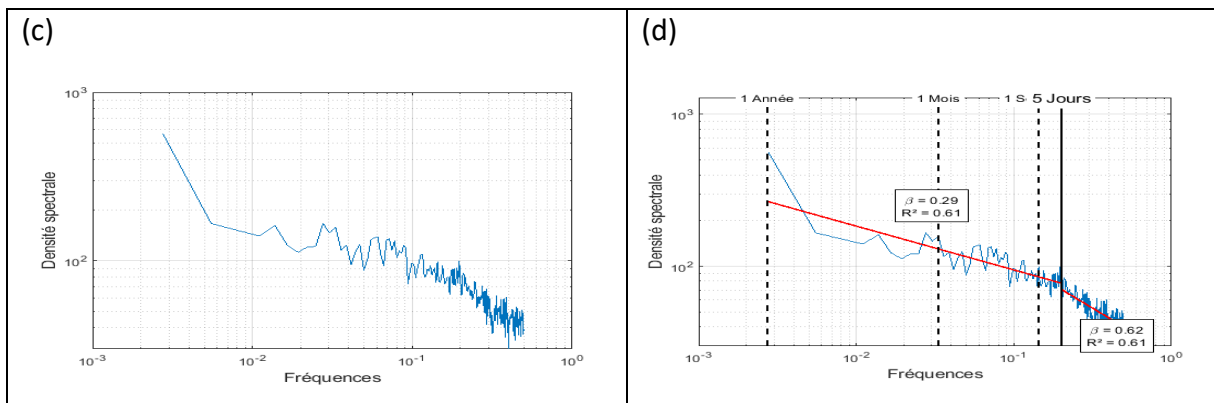 (c)
10³
10²
10⁻³
10⁻²
10⁻¹
10⁰
Densité spectrale
Fréquences
(d)
1 Année
1 Mois
1 S
5 Jours
10³
10²
10⁻³
10⁻²
10⁻¹
10⁰
Densité spectrale
β = 0.29
R² = 0.61
β = 0.62
R² = 0.61
Fréquences